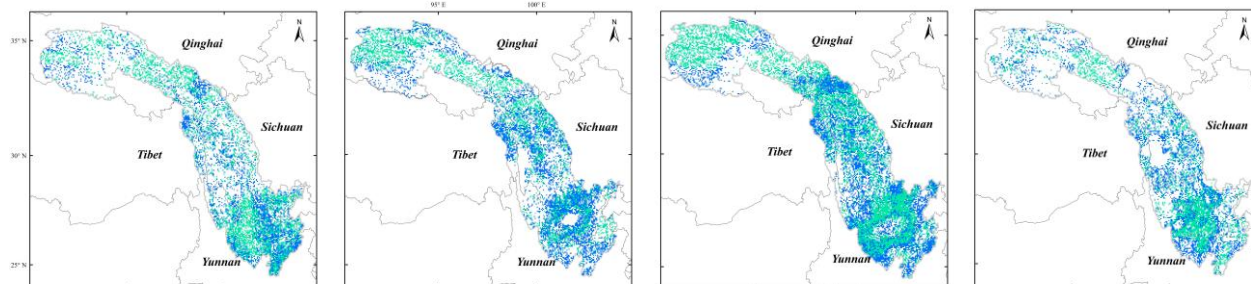 95° E 100° E
N N N N
35° N Qinghai Qinghai Qinghai Qinghai
Sichuan Sichuan Sichuan Sichuan
30° N Tibet Tibet Tibet Tibet
25° N Yunnan Yunnan Yunnan Yunnan